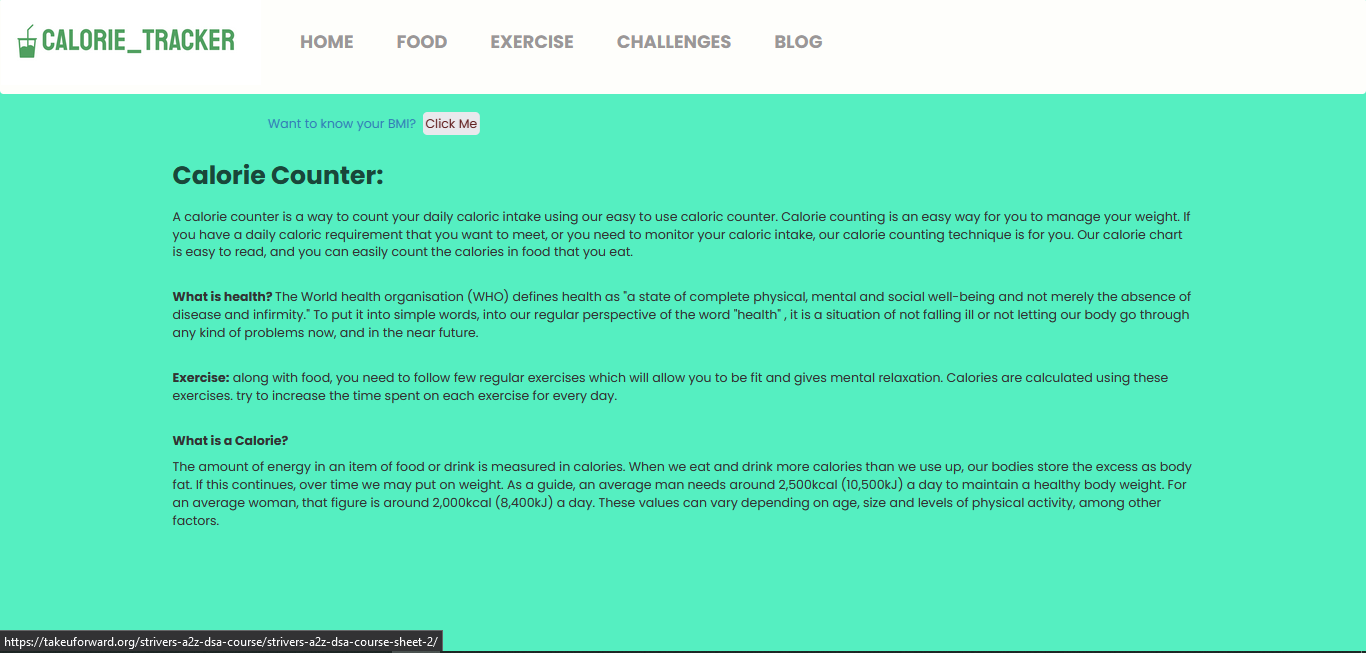 CALORIE_TRACKER
HOME FOOD EXERCISE CHALLENGES BLOG
Want to know your BMI? Click Me
Calorie Counter:
A calorie counter is a way to count your daily caloric intake using our easy to use caloric counter. Calorie counting is an easy way for you to manage your weight. If
you have a daily caloric requirement that you want to meet, or you need to monitor your caloric intake, our calorie counting technique is for you. Our calorie chart
is easy to read, and you can easily count the calories in food that you eat.
What is health? The World health organisation (WHO) defines health as "a state of complete physical, mental and social well-being and not merely the absence of
disease and infirmity." To put it into simple words, into our regular perspective of the word "health" , it is a situation of not falling ill or not letting our body go through
any kind of problems now, and in the near future.
Exercise: along with food, you need to follow few regular exercises which will allow you to be fit and gives mental relaxation. Calories are calculated using these
exercises. try to increase the time spent on each exercise for every day.
What is a Calorie?
The amount of energy in an item of food or drink is measured in calories. When we eat and drink more calories than we use up, our bodies store the excess as body
fat. If this continues, over time we may put on weight. As a guide, an average man needs around 2,500kcal (10,500kJ) a day to maintain a healthy body weight. For
an average woman, that figure is around 2,000kcal (8,400kJ) a day. These values can vary depending on age, size and levels of physical activity, among other
factors.
https://takeuforward.org/strivers-a2z-dsa-course/strivers-a2z-dsa-course-sheet-2/